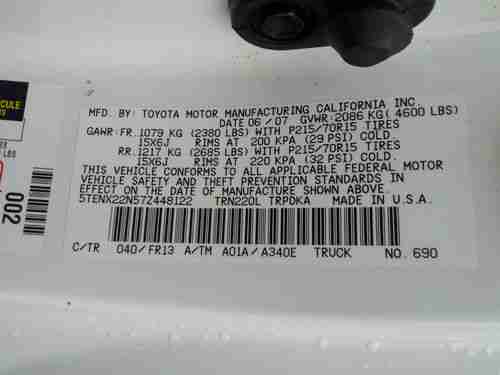 MFD. BY: TOYOTA MOTOR MANUFACTURING CALIFORNIA INC.
DATE 06/07 GVWR: 2086 KG( 4600 LBS)
GAWR: FR. 1079 KG (2380 LBS) WITH P215/70R15 TIRES
15X6J RIMS AT 200 KPA (29 PSI) COLD.
RR. 1217 KG (2685 LBS) WITH P215/70R15 TIRES
15X6J RIMS AT 220 KPA (32 PSI) COLD.
THIS VEHICLE CONFORMS TO ALL APPLICABLE FEDERAL MOTOR
VEHICLE SAFETY AND THEFT PREVENTION STANDARDS IN
EFFECT ON THE DATE OF MANUFACTURE SHOWN ABOVE.
5TENX22N57Z448122 TRN220L TRPDKA MADE IN U.S.A.
C/TR 040/FR13 A/TM A01A/A340E TRUCK NO. 690
002
LBS